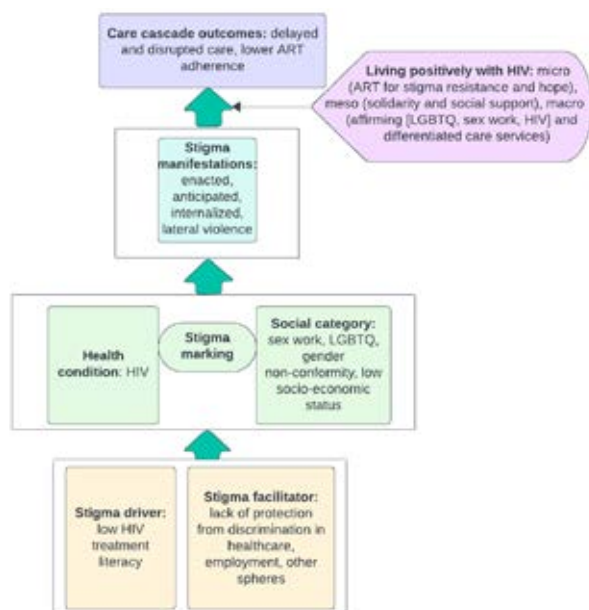 Care cascade outcomes: delayed
and disrupted care, lower ART
adherence
Living positively with HIV: micro
(ART for stigma resistance and hope),
meso (solidarity and social support), macro
(affirming [LGBTQ, sex work, HIV] and
differentiated care services)
Stigma
manifestations:
enacted,
anticipated,
internalized,
lateral violence
Health
condition: HIV
Stigma
marking
Social category:
sex work, LGBTQ,
gender
non-conformity, low
socio-economic
status
Stigma driver:
low HIV
treatment
literacy
Stigma facilitator:
lack of protection
from discrimination in
healthcare,
employment, other
spheres